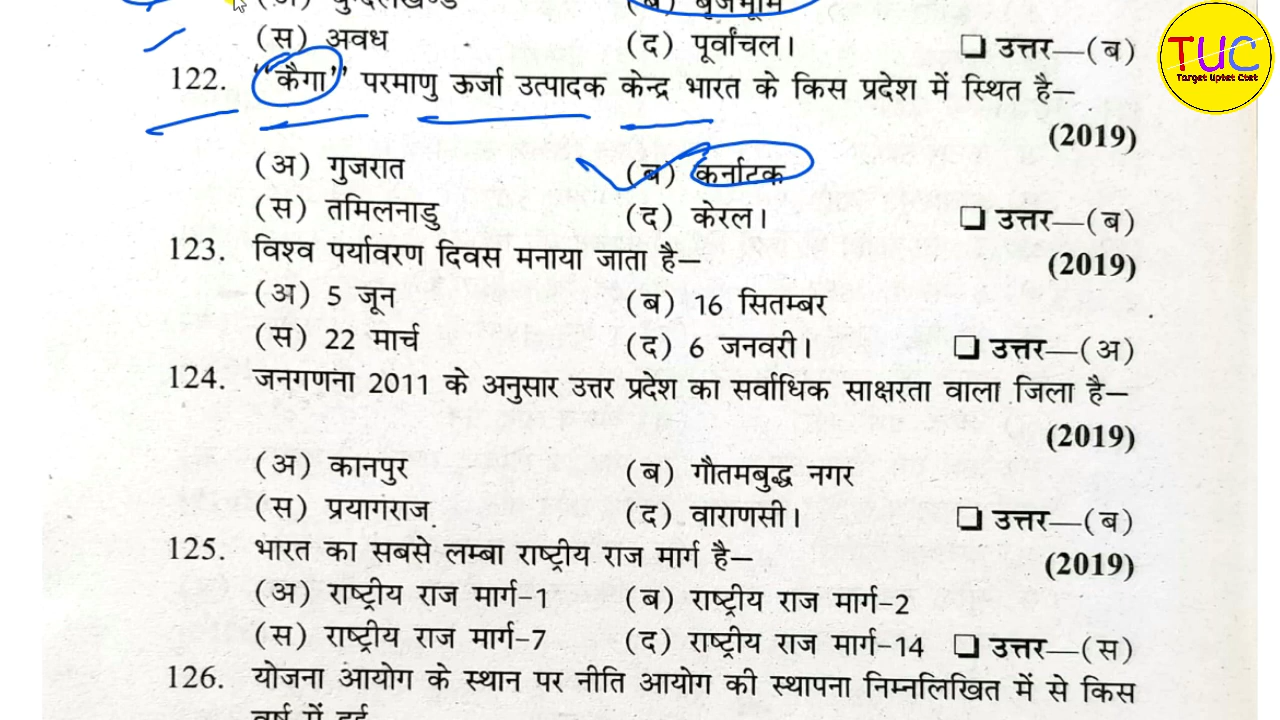 (अ) बुन्देलखण्ड (ब) बृजभूमि
(स) अवध (द) पूर्वांचल। ❑ उत्तर—(ब)
TUC
Target Uptet Ctet
122. "कैगा" परमाणु ऊर्जा उत्पादक केन्द्र भारत के किस प्रदेश में स्थित है—
(2019)
(अ) गुजरात (ब) कर्नाटक
(स) तमिलनाडु (द) केरल। ❑ उत्तर—(ब)
123. विश्व पर्यावरण दिवस मनाया जाता है— (2019)
(अ) 5 जून (ब) 16 सितम्बर
(स) 22 मार्च (द) 6 जनवरी। ❑ उत्तर—(अ)
124. जनगणना 2011 के अनुसार उत्तर प्रदेश का सर्वाधिक साक्षरता वाला जिला है—
(2019)
(अ) कानपुर (ब) गौतमबुद्ध नगर
(स) प्रयागराज (द) वाराणसी। ❑ उत्तर—(ब)
125. भारत का सबसे लम्बा राष्ट्रीय राज मार्ग है— (2019)
(अ) राष्ट्रीय राज मार्ग-1 (ब) राष्ट्रीय राज मार्ग-2
(स) राष्ट्रीय राज मार्ग-7 (द) राष्ट्रीय राज मार्ग-14 ❑ उत्तर—(स)
126. योजना आयोग के स्थान पर नीति आयोग की स्थापना निम्नलिखित में से किस
वर्ष में हुई